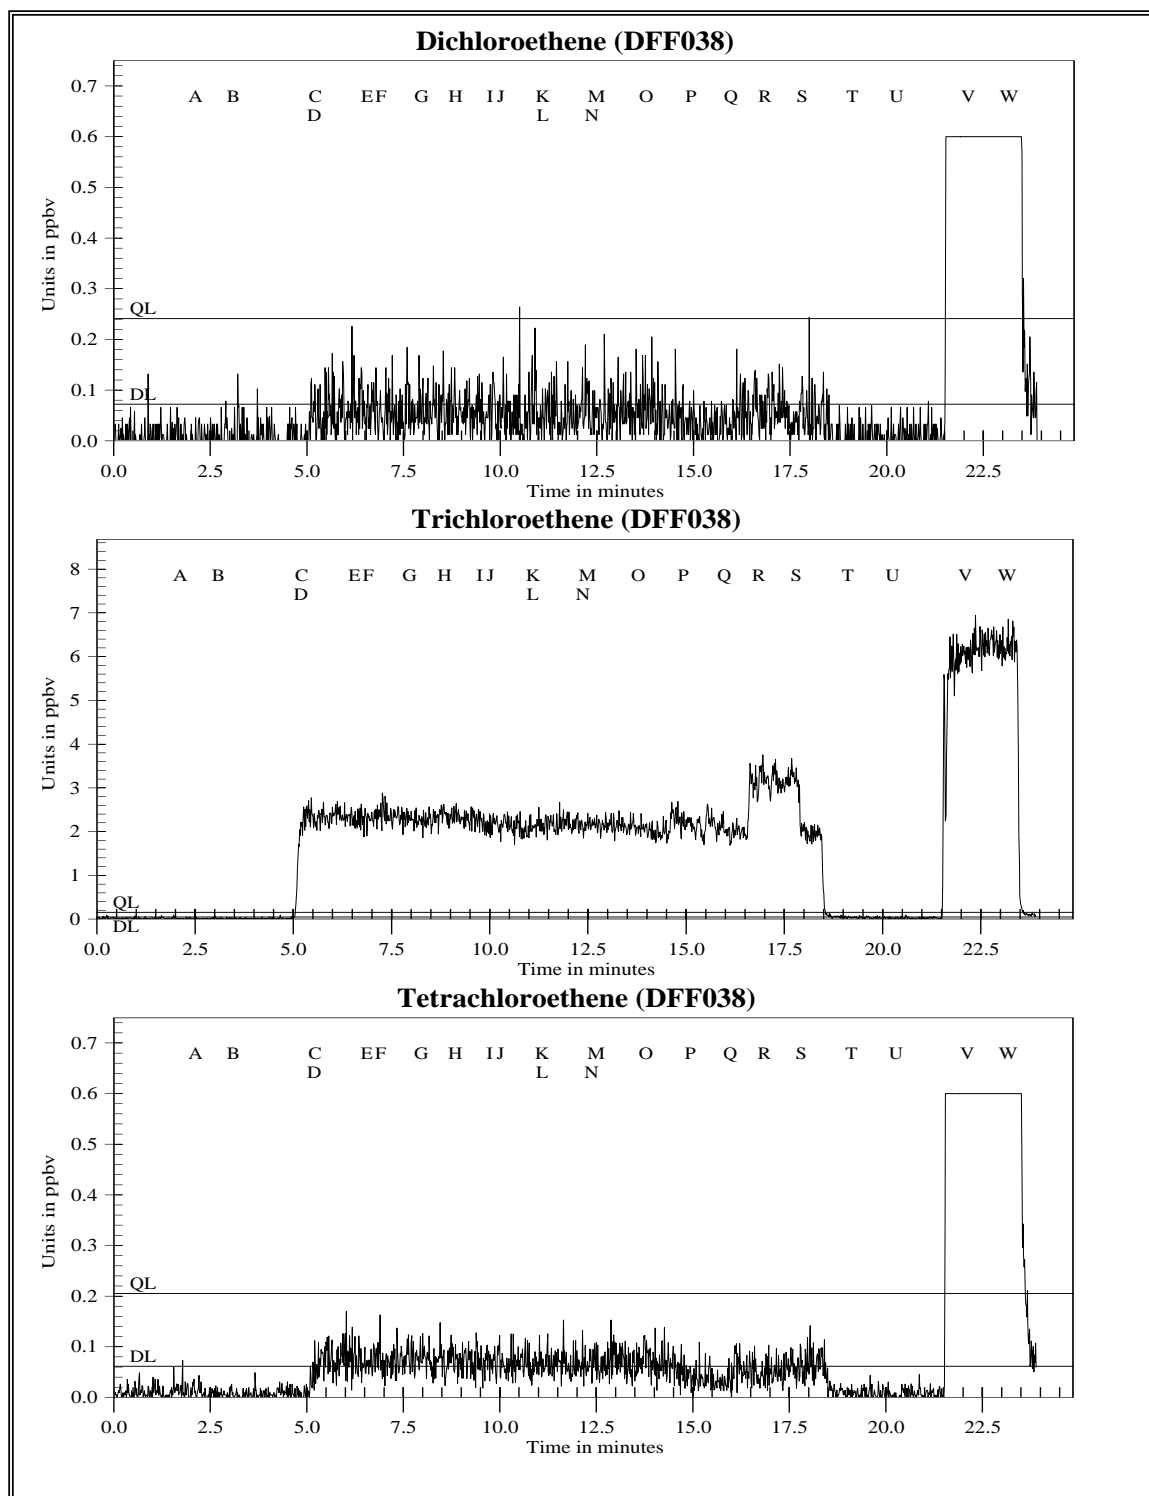 Dichloroethene (DFF038)
0.7
A B C EF G H IJ K M O P Q R S T U V W
D L N
0.6
0.5
Units in ppbv
0.4
0.3
QL
0.2
0.1
DL
0.0
0.0 2.5 5.0 7.5 10.0 12.5 15.0 17.5 20.0 22.5
Time in minutes
Trichloroethene (DFF038)
8
A B C EF G H IJ K M O P Q R S T U V W
D L N
7
6
5
Units in ppbv
4
3
2
1
QL
0
DL
0.0 2.5 5.0 7.5 10.0 12.5 15.0 17.5 20.0 22.5
Time in minutes
Tetrachloroethene (DFF038)
0.7
A B C EF G H IJ K M O P Q R S T U V W
D L N
0.6
0.5
Units in ppbv
0.4
0.3
QL
0.2
0.1
DL
0.0
0.0 2.5 5.0 7.5 10.0 12.5 15.0 17.5 20.0 22.5
Time in minutes